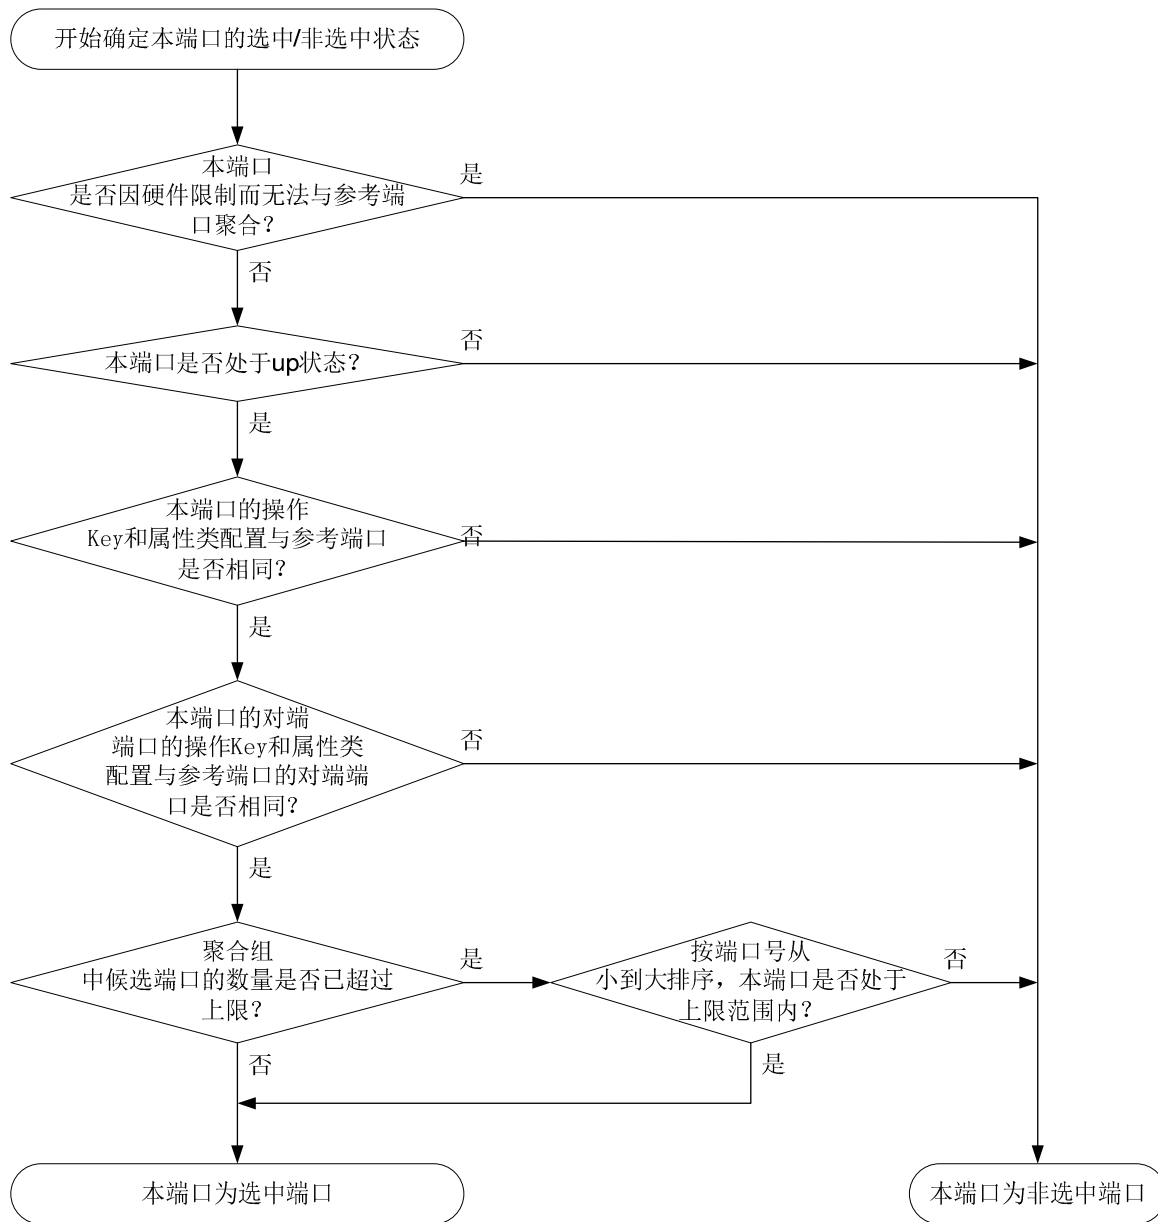 开始确定本端口的选中/非选中状态
本端口
是否因硬件限制而无法与参考端
口聚合?
是
否
本端口是否处于up状态?
否
是
本端口的操作
Key和属性类配置与参考端口
是否相同?
否
是
本端口的对端
端口的操作Key和属性类
配置与参考端口的对端端
口是否相同?
否
是
聚合组
中候选端口的数量是否已超过
上限?
是
按端口号从
小到大排序，本端口是否处于
上限范围内?
否
否
是
本端口为选中端口
本端口为非选中端口